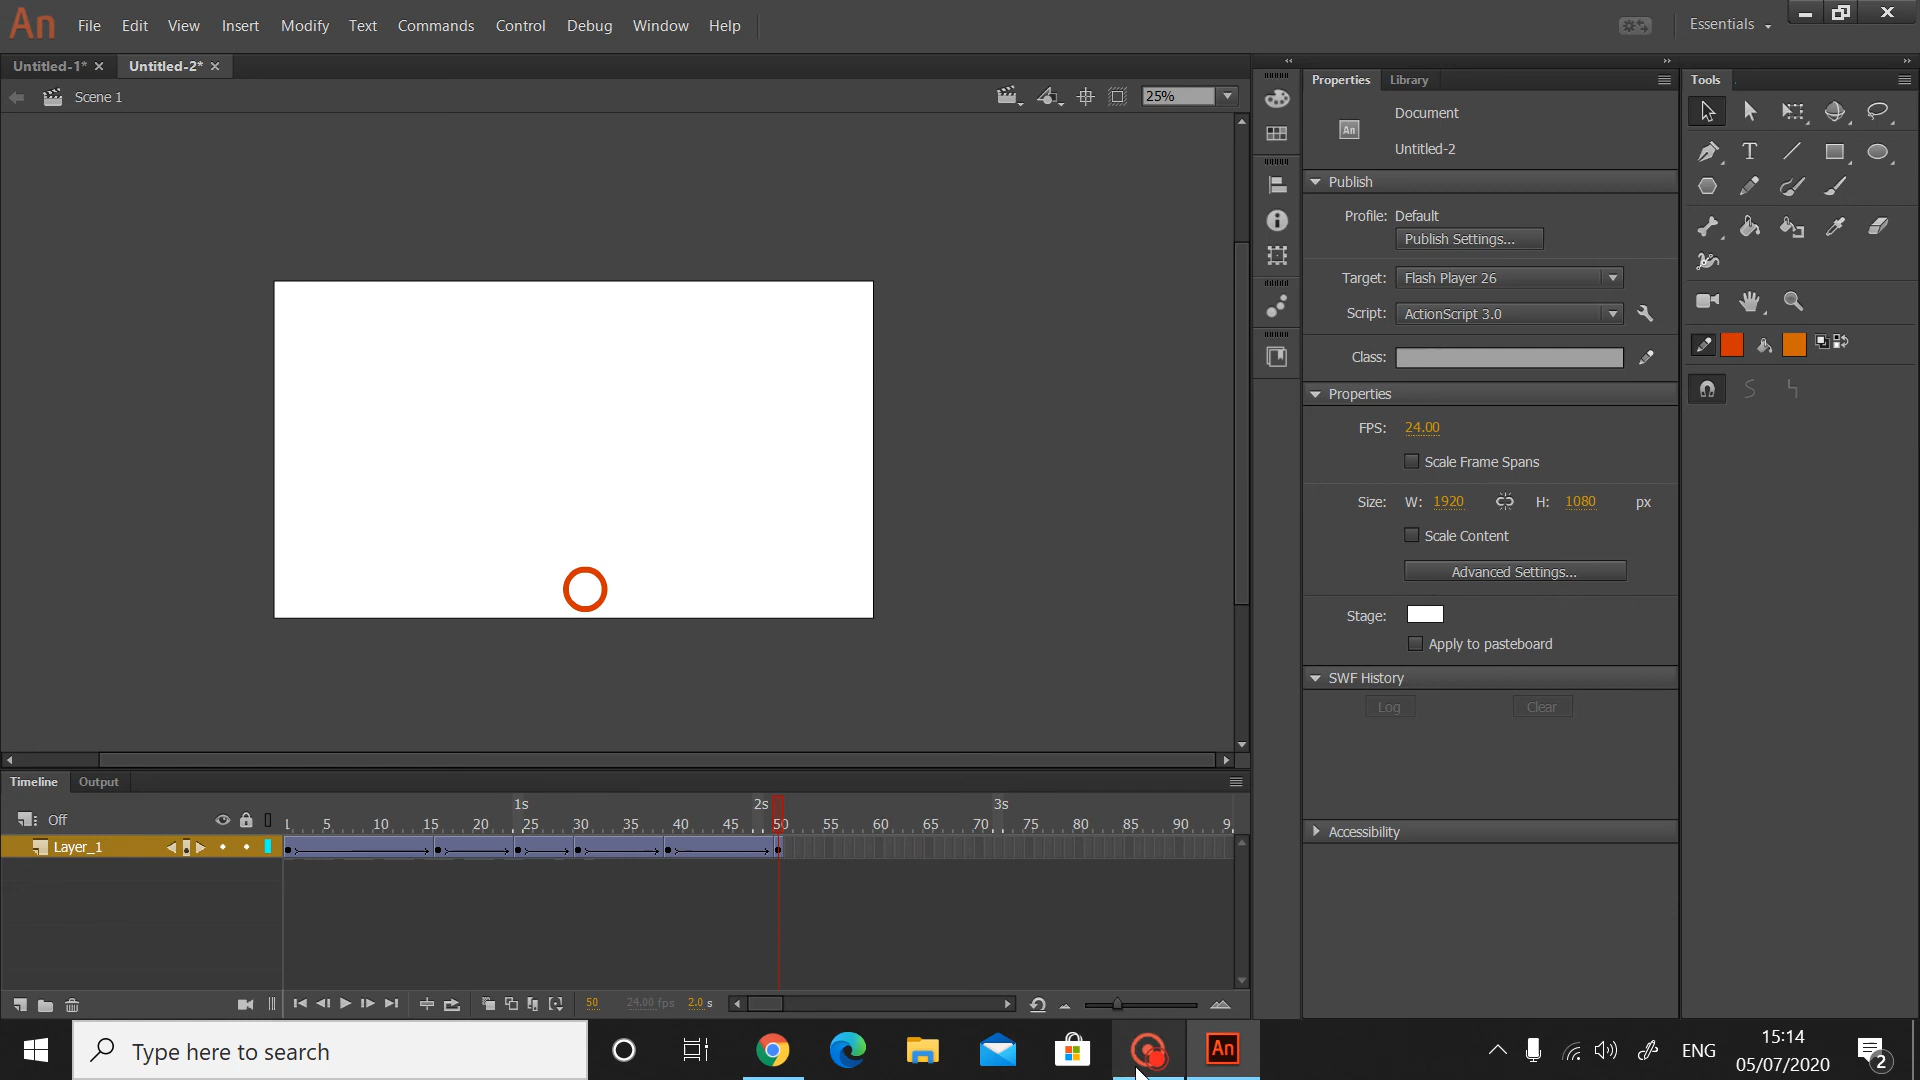 An File Edit View Insert Modify Text Commands Control Debug Window Help Essentials
Untitled-1* × Untitled-2* ×
Scene 1 25%
Properties Library
An Document
Untitled-2
Publish
Profile: Default
Publish Settings...
Target: Flash Player 26
Script: ActionScript 3.0
Class:
Properties
FPS: 24.00
Scale Frame Spans
Size: W: 1920 H: 1080 px
Scale Content
Advanced Settings...
Stage:
Apply to pasteboard
SWF History
Log Clear
Accessibility
Tools
T
Timeline Output
1s 2s 3s
Off 1 5 10 15 20 25 30 35 40 45 50 55 60 65 70 75 80 85 90 9
Layer_1
50 24.00 fps 2.0 s
Type here to search
An
ENG
15:14
05/07/2020
2